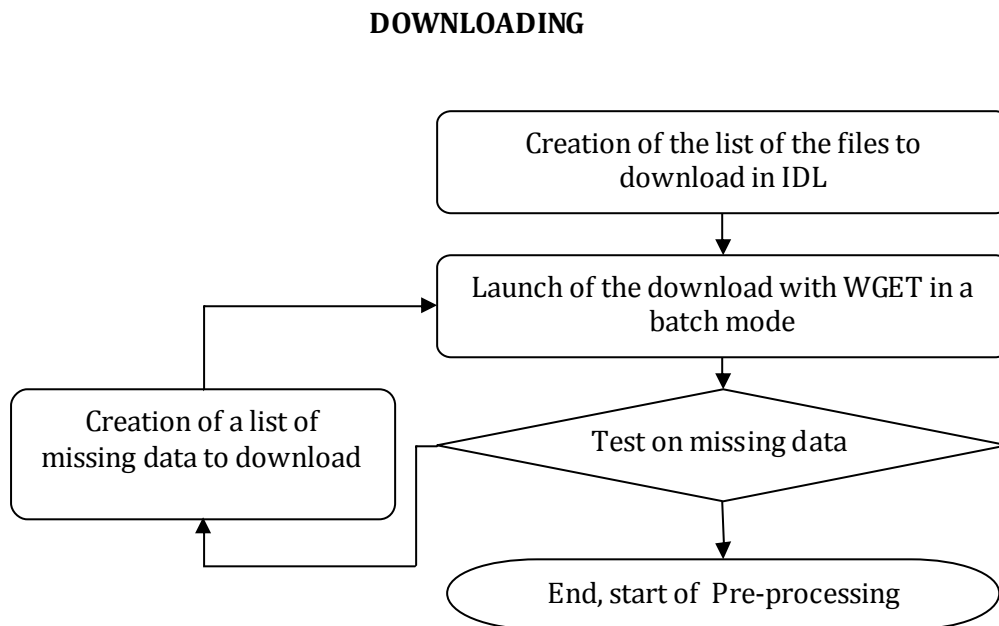 DOWNLOADING
Creation of the list of the files to
download in IDL
Launch of the download with WGET in a
batch mode
Creation of a list of
missing data to download
Test on missing data
End, start of Pre-processing